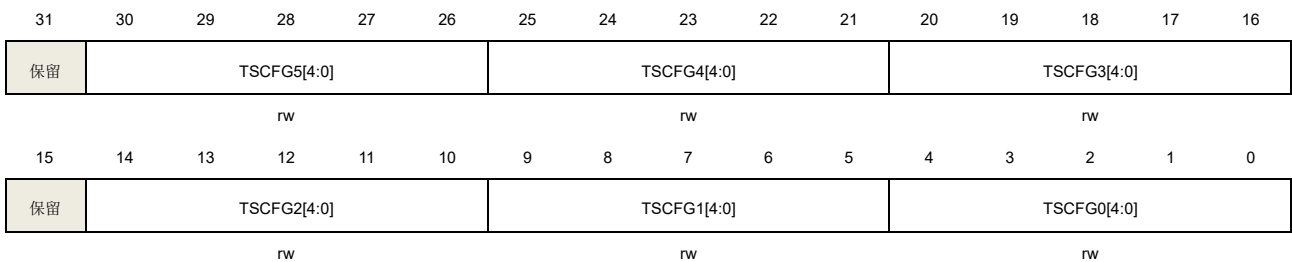 31 30 29 28 27 26 25 24 23 22 21 20 19 18 17 16
保留 TSCFG5[4:0] TSCFG4[4:0] TSCFG3[4:0]
rw rw rw
15 14 13 12 11 10 9 8 7 6 5 4 3 2 1 0
保留 TSCFG2[4:0] TSCFG1[4:0] TSCFG0[4:0]
rw rw rw